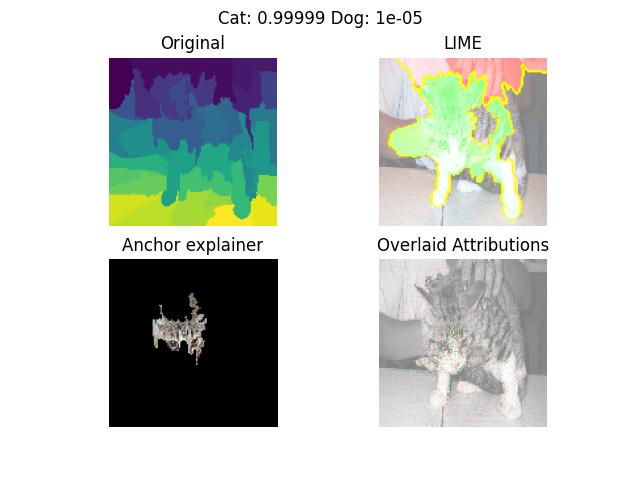 Cat: 0.99999 Dog: 1e-05
Original
LIME
Anchor explainer
Overlaid Attributions